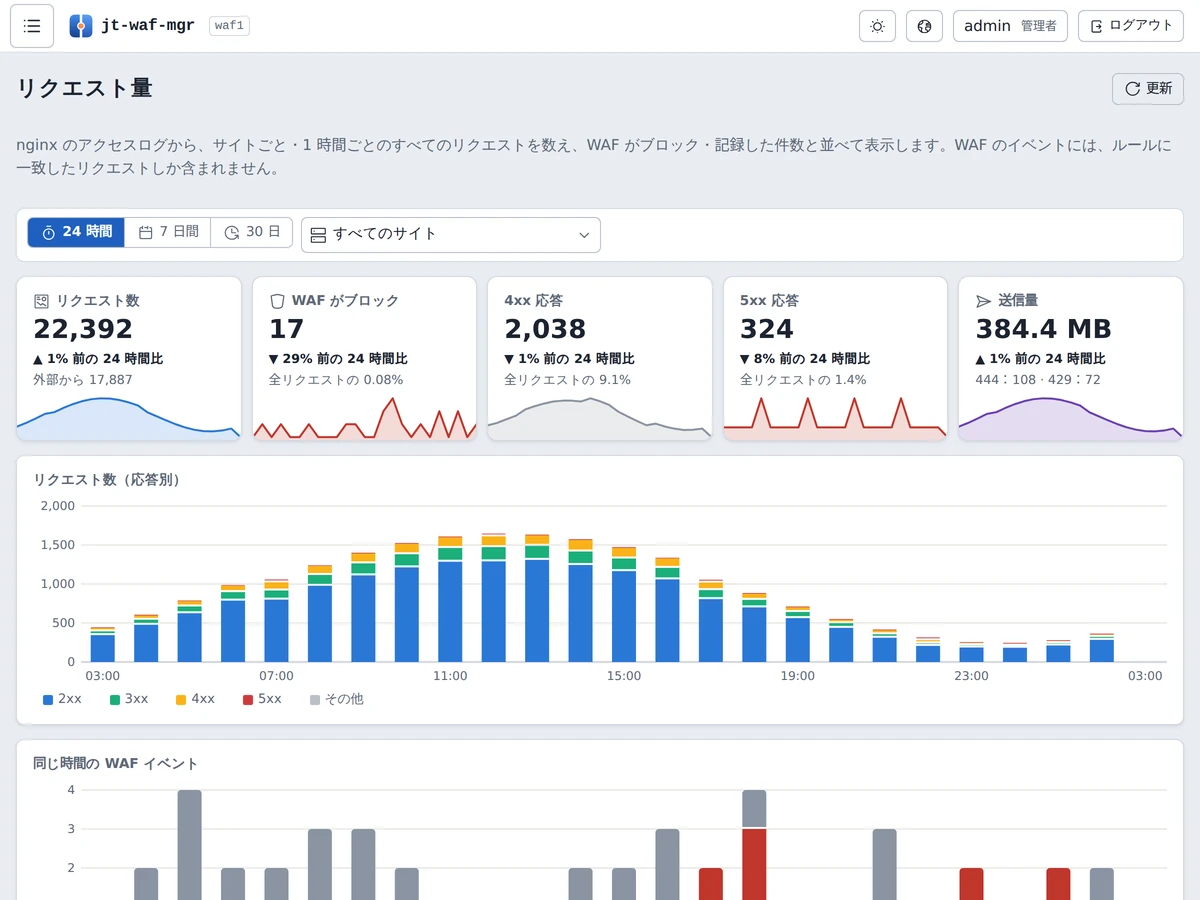 jt-waf-mgr
waf1
admin 管理者
ログアウト
リクエスト量
更新
nginx のアクセスログから、サイトごと・1 時間ごとのすべてのリクエストを数え、WAF がブロック・記録した件数と並べて表示します。WAF のイベントには、ルールに
一致したリクエストしか含まれません。
24 時間
7 日間
30 日
すべてのサイト
リクエスト数
22,392
▲ 1% 前の 24 時間比
外部から 17,887
WAF がブロック
17
▼ 29% 前の 24 時間比
全リクエストの 0.08%
4xx 応答
2,038
▼ 1% 前の 24 時間比
全リクエストの 9.1%
5xx 応答
324
▼ 8% 前の 24 時間比
全リクエストの 1.4%
送信量
384.4 MB
▲ 1% 前の 24 時間比
444：108 · 429：72
リクエスト数（応答別）
2,000
1,500
1,000
500
0
03:00 07:00 11:00 15:00 19:00 23:00 03:00
2xx 3xx 4xx 5xx その他
同じ時間の WAF イベント
4
3
2